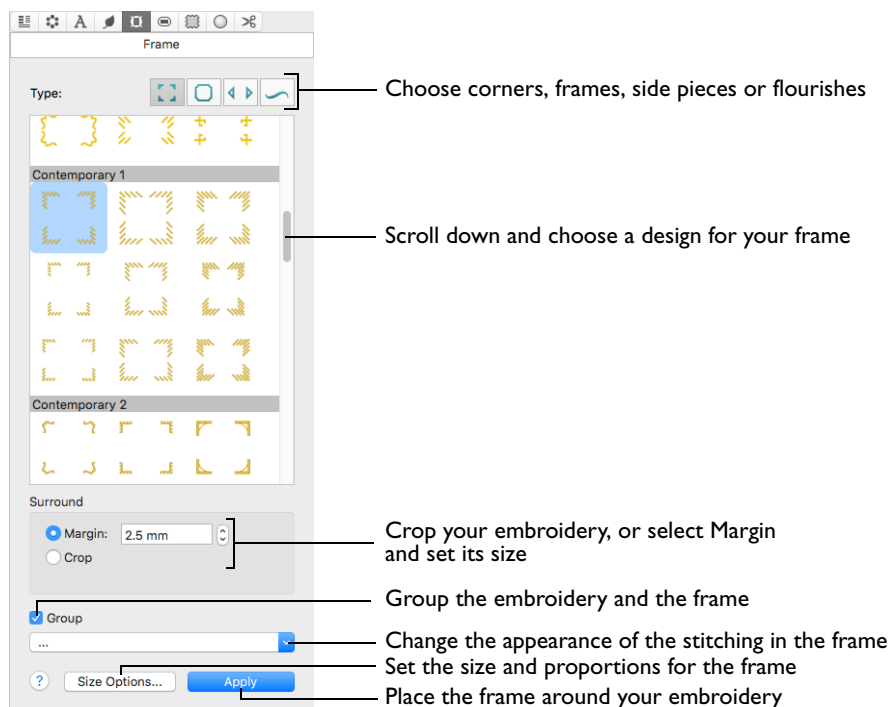 A
Frame
Type:
Choose corners, frames, side pieces or flourishes
Contemporary 1
Scroll down and choose a design for your frame
Contemporary 2
Surround
Margin: 2.5 mm
Crop
Crop your embroidery, or select Margin
and set its size
Group
Group the embroidery and the frame
...
Change the appearance of the stitching in the frame
? Size Options... Apply
Set the size and proportions for the frame
Place the frame around your embroidery